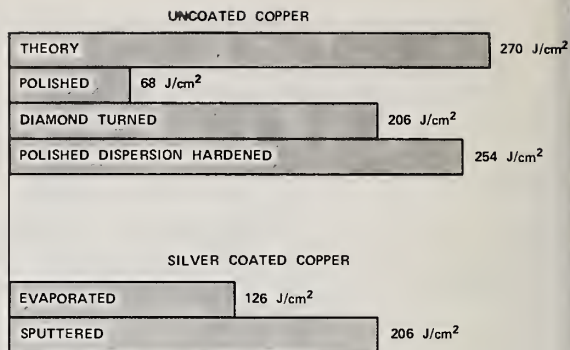 UNCOATED COPPER
THEORY 270 J/cm²
POLISHED 68 J/cm²
DIAMOND TURNED 206 J/cm²
POLISHED DISPERSION HARDENED 254 J/cm²
SILVER COATED COPPER
EVAPORATED 126 J/cm²
SPUTTERED 206 J/cm²